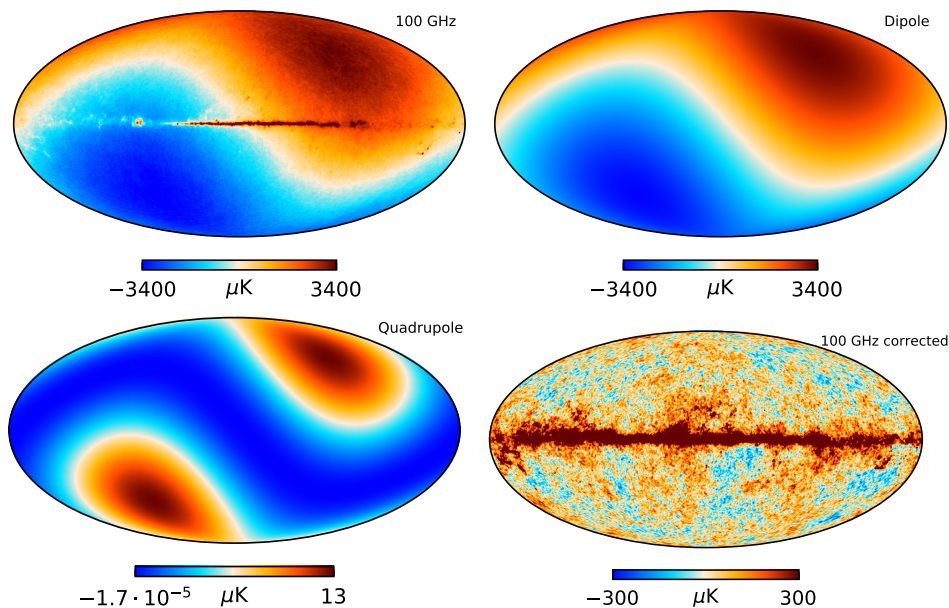 100 GHz
−3400 μK 3400
Dipole
−3400 μK 3400
Quadrupole
−1.7 · 10⁻⁵ μK 13
100 GHz corrected
−300 μK 300